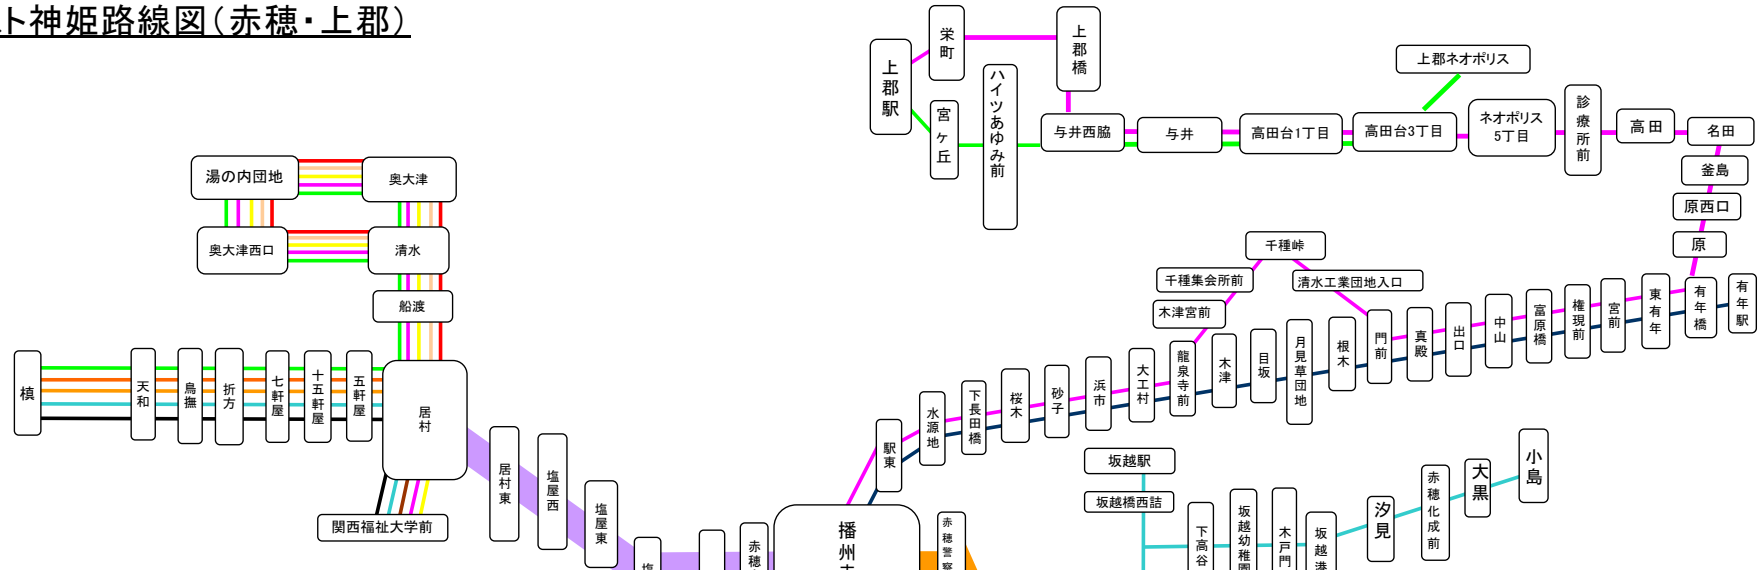 ト神姫路線図(赤穂・上郡)
栄町
上郡橋
上郡駅
宮ヶ丘
ハイツあゆみ前
上郡ネオポリス
与井西脇
与井
高田台1丁目
高田台3丁目
ネオポリス
5丁目
診療所前
高田
名田
釜島
原西口
原
湯の内団地
奥大津
奥大津西口
清水
船渡
千種峠
千種集会所前
清水工業団地入口
木津宮前
槙
天和
鳥撫
折方
七軒屋
十五軒屋
五軒屋
居村
関西福祉大学前
居村東
塩屋西
塩屋東
駅東
水源地
下長田橋
桜木
砂子
浜市
大工村
龍泉寺前
木津
目坂
月見草団地
根木
門前
真殿
出口
中山
富原橋
権現前
宮前
東有年
有年橋
有年駅
坂越駅
坂越橋西詰
下高谷
坂越幼稚園
木戸門
坂越港
汐見
赤穂化成前
大黒
小島
播州
赤穂警察
赤穂
塩